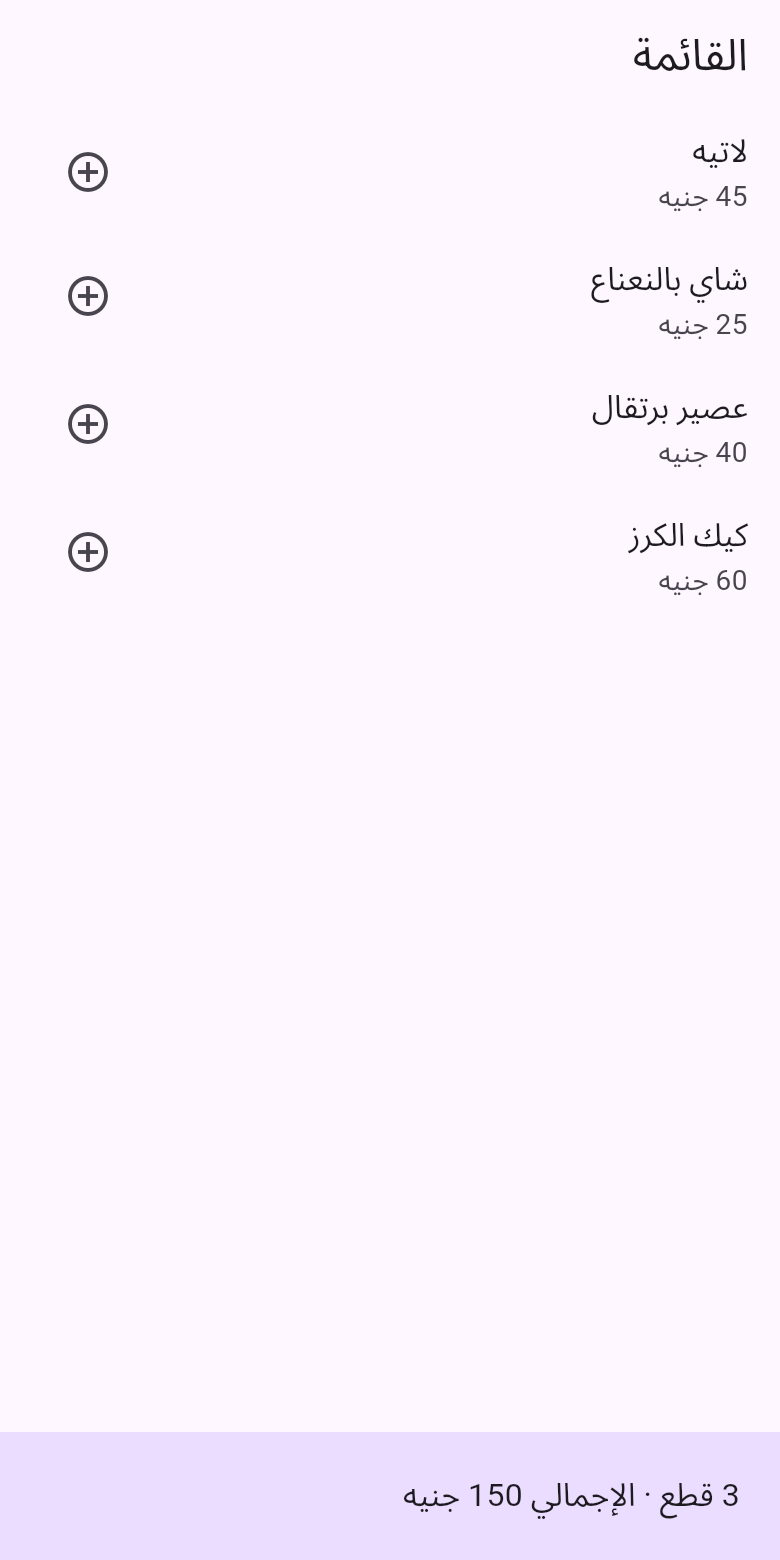 القائمة
لاتيه
45 جنيه
شاي بالنعناع
25 جنيه
عصير برتقال
40 جنيه
كيك الكرز
60 جنيه
3 قطع · الإجمالي 150 جنيه